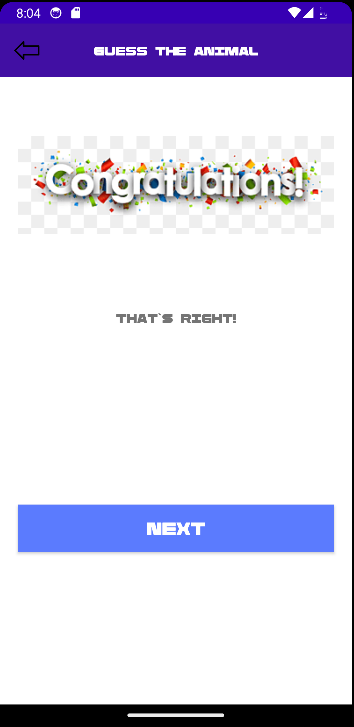 8:04
GUESS THE ANIMAL
Congratulations!
THAT`S RIGHT!
NEXT